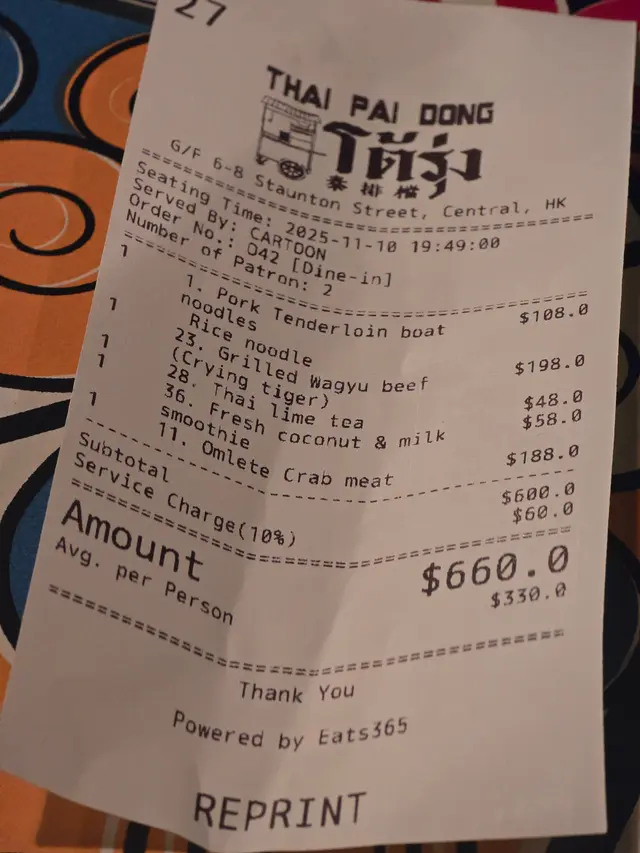 27
THAI PAI DONG
โต้รุ่ง
泰排檔
G/F 6-8 Staunton Street, Central, HK
Seating Time: 2025-11-10 19:49:00
Served By: CARTOON
Order No.: O42 [Dine-in]
Number of Patron: 2
1 1. Pork Tenderloin boat $108.0
noodles
Rice noodle
1 23. Grilled Wagyu beef $198.0
(Crying tiger)
1 28. Thai lime tea $48.0
1 36. Fresh coconut & milk $58.0
smoothie
1 11. Omlete Crab meat $188.0
Subtotal $600.0
Service Charge(10%) $60.0
Amount $660.0
Avg. per Person $330.0
Thank You
Powered by Eats365
REPRINT